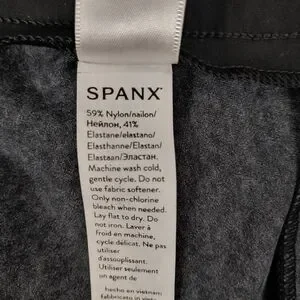 SPANX
59% Nylon/nailon/
Нейлон, 41%
Elastane/elastano/
Elasthanne/Elastan/
Elastaan/Эластан.
Machine wash cold,
gentle cycle. Do not
use fabric softener.
Only non-chlorine
bleach when needed.
Lay flat to dry. Do
not iron. Laver à
froid en machine,
cycle délicat. Ne pas
utiliser
d'assouplissant.
Utiliser seulement
un agent de
hecho en vietnam
fabricato in vietnam